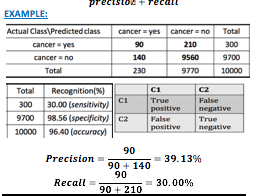 precision + recall
EXAMPLE:
Actual Class\Predicted class cancer = yes cancer = no Total
cancer = yes 90 210 300
cancer = no 140 9560 9700
Total 230 9770 10000
Total Recognition(%)
300 30.00 (sensitivity)
9700 98.56 (specificity)
10000 96.40 (accuracy)
C1 C2
C1 True positive False negative
C2 False positive True negative
Precision = 90 / 90 + 140 = 39.13%
Recall = 90 / 90 + 210 = 30.00%